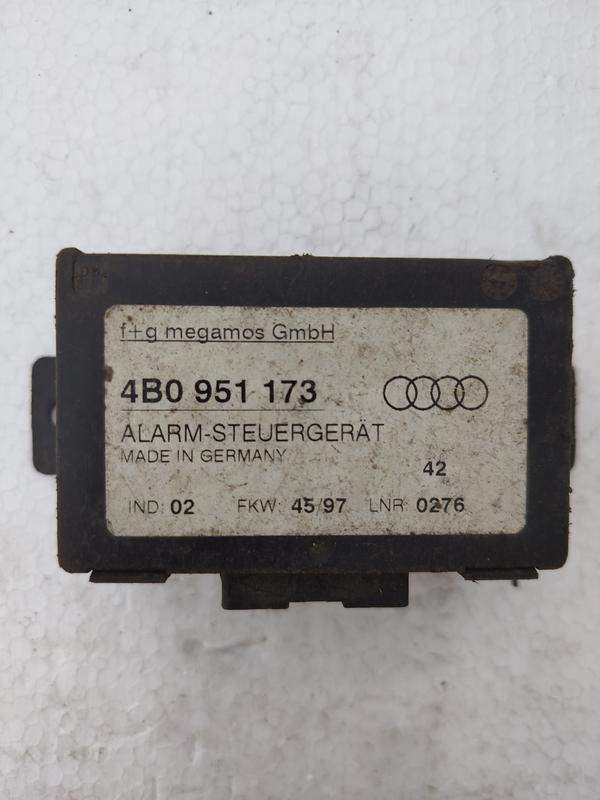 f+g megamos GmbH
4B0 951 173
ALARM-STEUERGERÄT
MADE IN GERMANY
42
IND: 02 FKW: 45/97 LNR: 0276